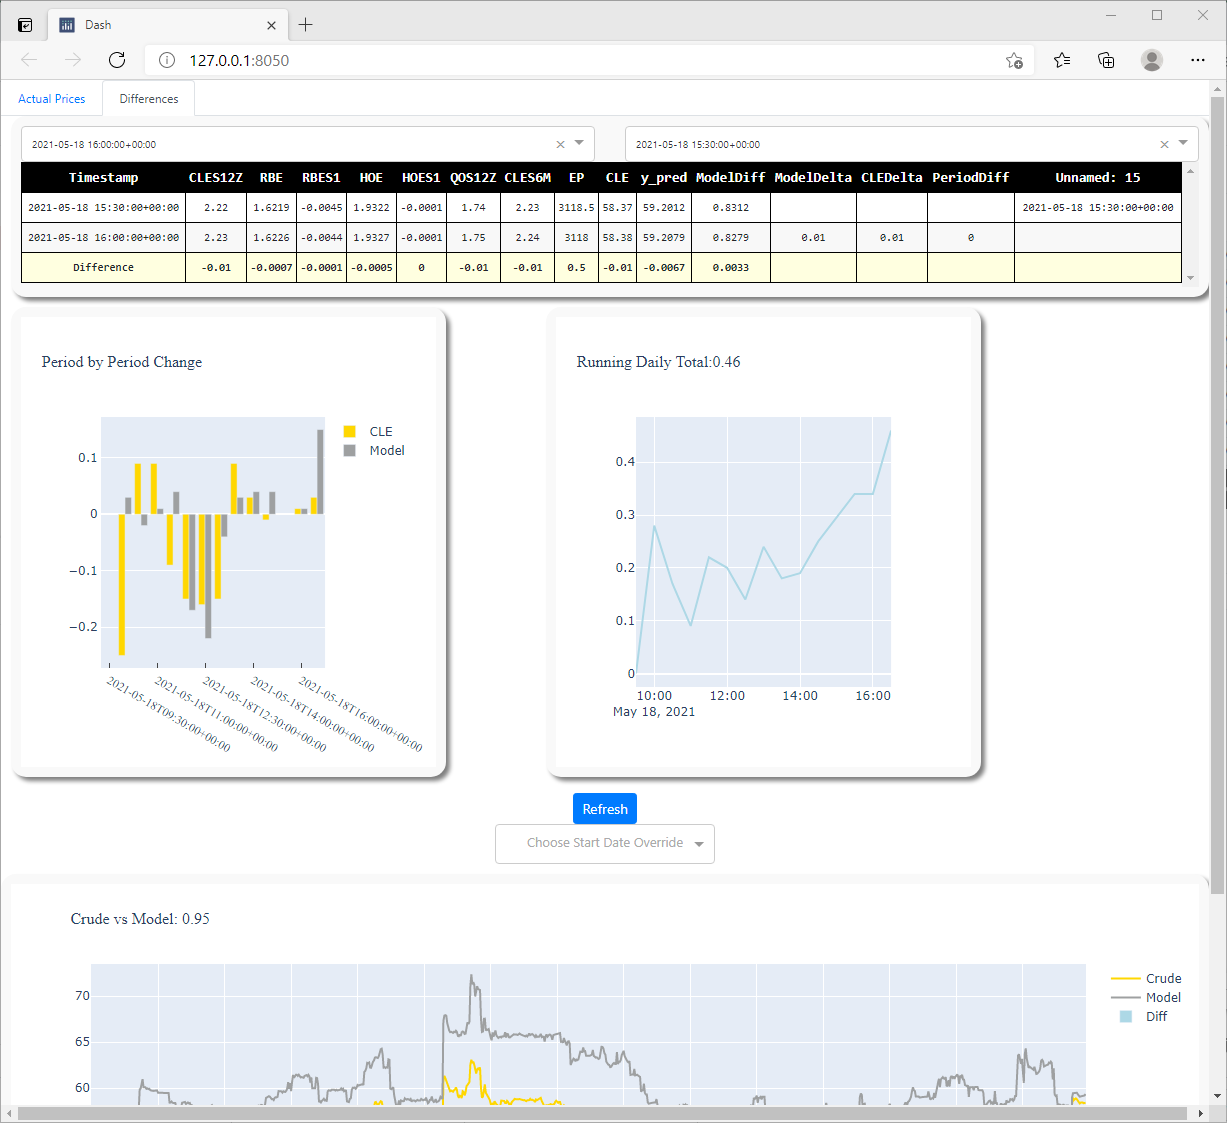 Dash
127.0.0.1:8050
Actual Prices Differences
2021-05-18 16:00:00+00:00 2021-05-18 15:30:00+00:00
Timestamp CLES12Z RBE RBES1 HOE HOES1 QOS12Z CLES6M EP CLE y_pred ModelDiff ModelDelta CLEDelta PeriodDiff Unnamed: 15
2021-05-18 15:30:00+00:00 2.22 1.6219 -0.0045 1.9322 -0.0001 1.74 2.23 3118.5 58.37 59.2012 0.8312 2021-05-18 15:30:00+00:00
2021-05-18 16:00:00+00:00 2.23 1.6226 -0.0044 1.9327 -0.0001 1.75 2.24 3118 58.38 59.2079 0.8279 0.01 0.01 0
Difference -0.01 -0.0007 -0.0001 -0.0005 0 -0.01 -0.01 0.5 -0.01 -0.0067 0.0033
Period by Period Change
CLE
Model
0.1
0
−0.1
−0.2
2021-05-18T09:30:00+00:00
2021-05-18T11:00:00+00:00
2021-05-18T12:30:00+00:00
2021-05-18T14:00:00+00:00
2021-05-18T16:00:00+00:00
Running Daily Total:0.46
0.4
0.3
0.2
0.1
0
10:00 12:00 14:00 16:00
May 18, 2021
Refresh
Choose Start Date Override
Crude vs Model: 0.95
Crude
Model
Diff
70
65
60